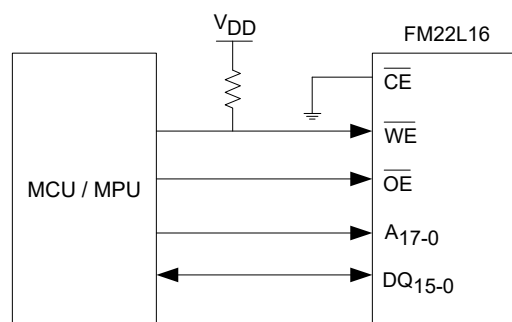 VDD
FM22L16
CE
WE
MCU / MPU
OE
A17-0
DQ15-0